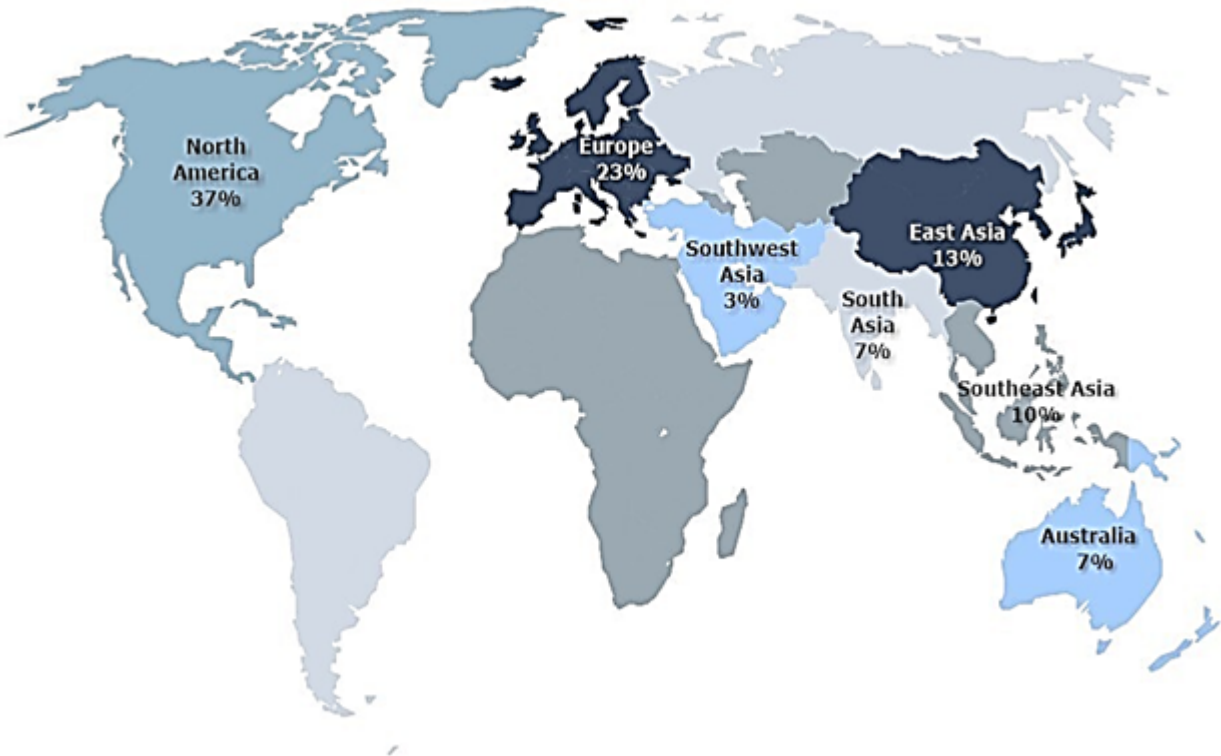 North
America
37%
Europe
23%
Southwest
Asia
3%
East Asia
13%
South
Asia
7%
Southeast Asia
10%
Australia
7%